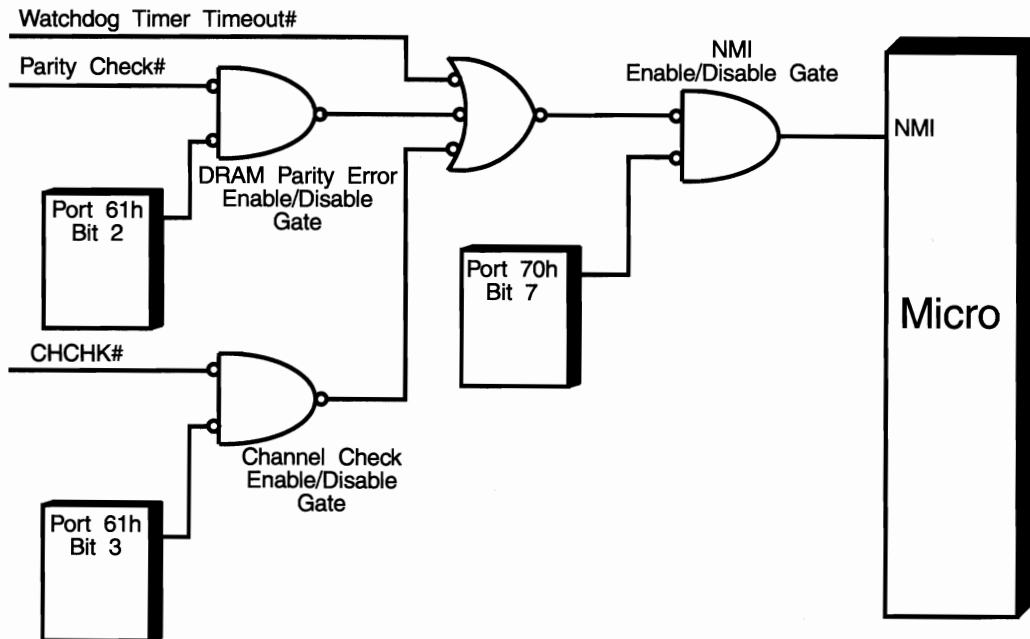 Watchdog Timer Timeout#
Parity Check#
DRAM Parity Error
Enable/Disable
Gate
Port 61h
Bit 2
NMI
Enable/Disable Gate
NMI
Port 70h
Bit 7
Micro
CHCHK#
Channel Check
Enable/Disable
Gate
Port 61h
Bit 3